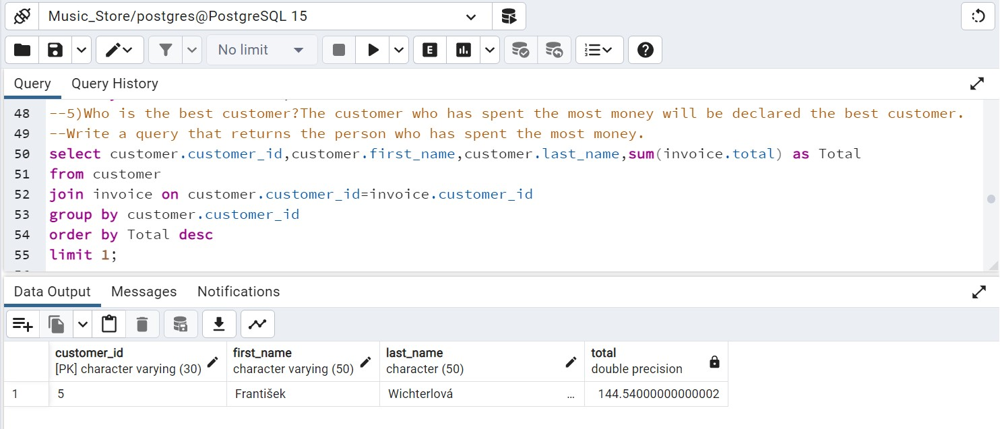 Music_Store/postgres@PostgreSQL 15
No limit
E
Query Query History
48 --5)Who is the best customer?The customer who has spent the most money will be declared the best customer.
49 --Write a query that returns the person who has spent the most money.
50 select customer.customer_id,customer.first_name,customer.last_name,sum(invoice.total) as Total
51 from customer
52 join invoice on customer.customer_id=invoice.customer_id
53 group by customer.customer_id
54 order by Total desc
55 limit 1;
Data Output Messages Notifications
customer_id first_name last_name total
[PK] character varying (30) character varying (50) character (50) double precision
1 5 František Wichterlová ... 144.54000000000002